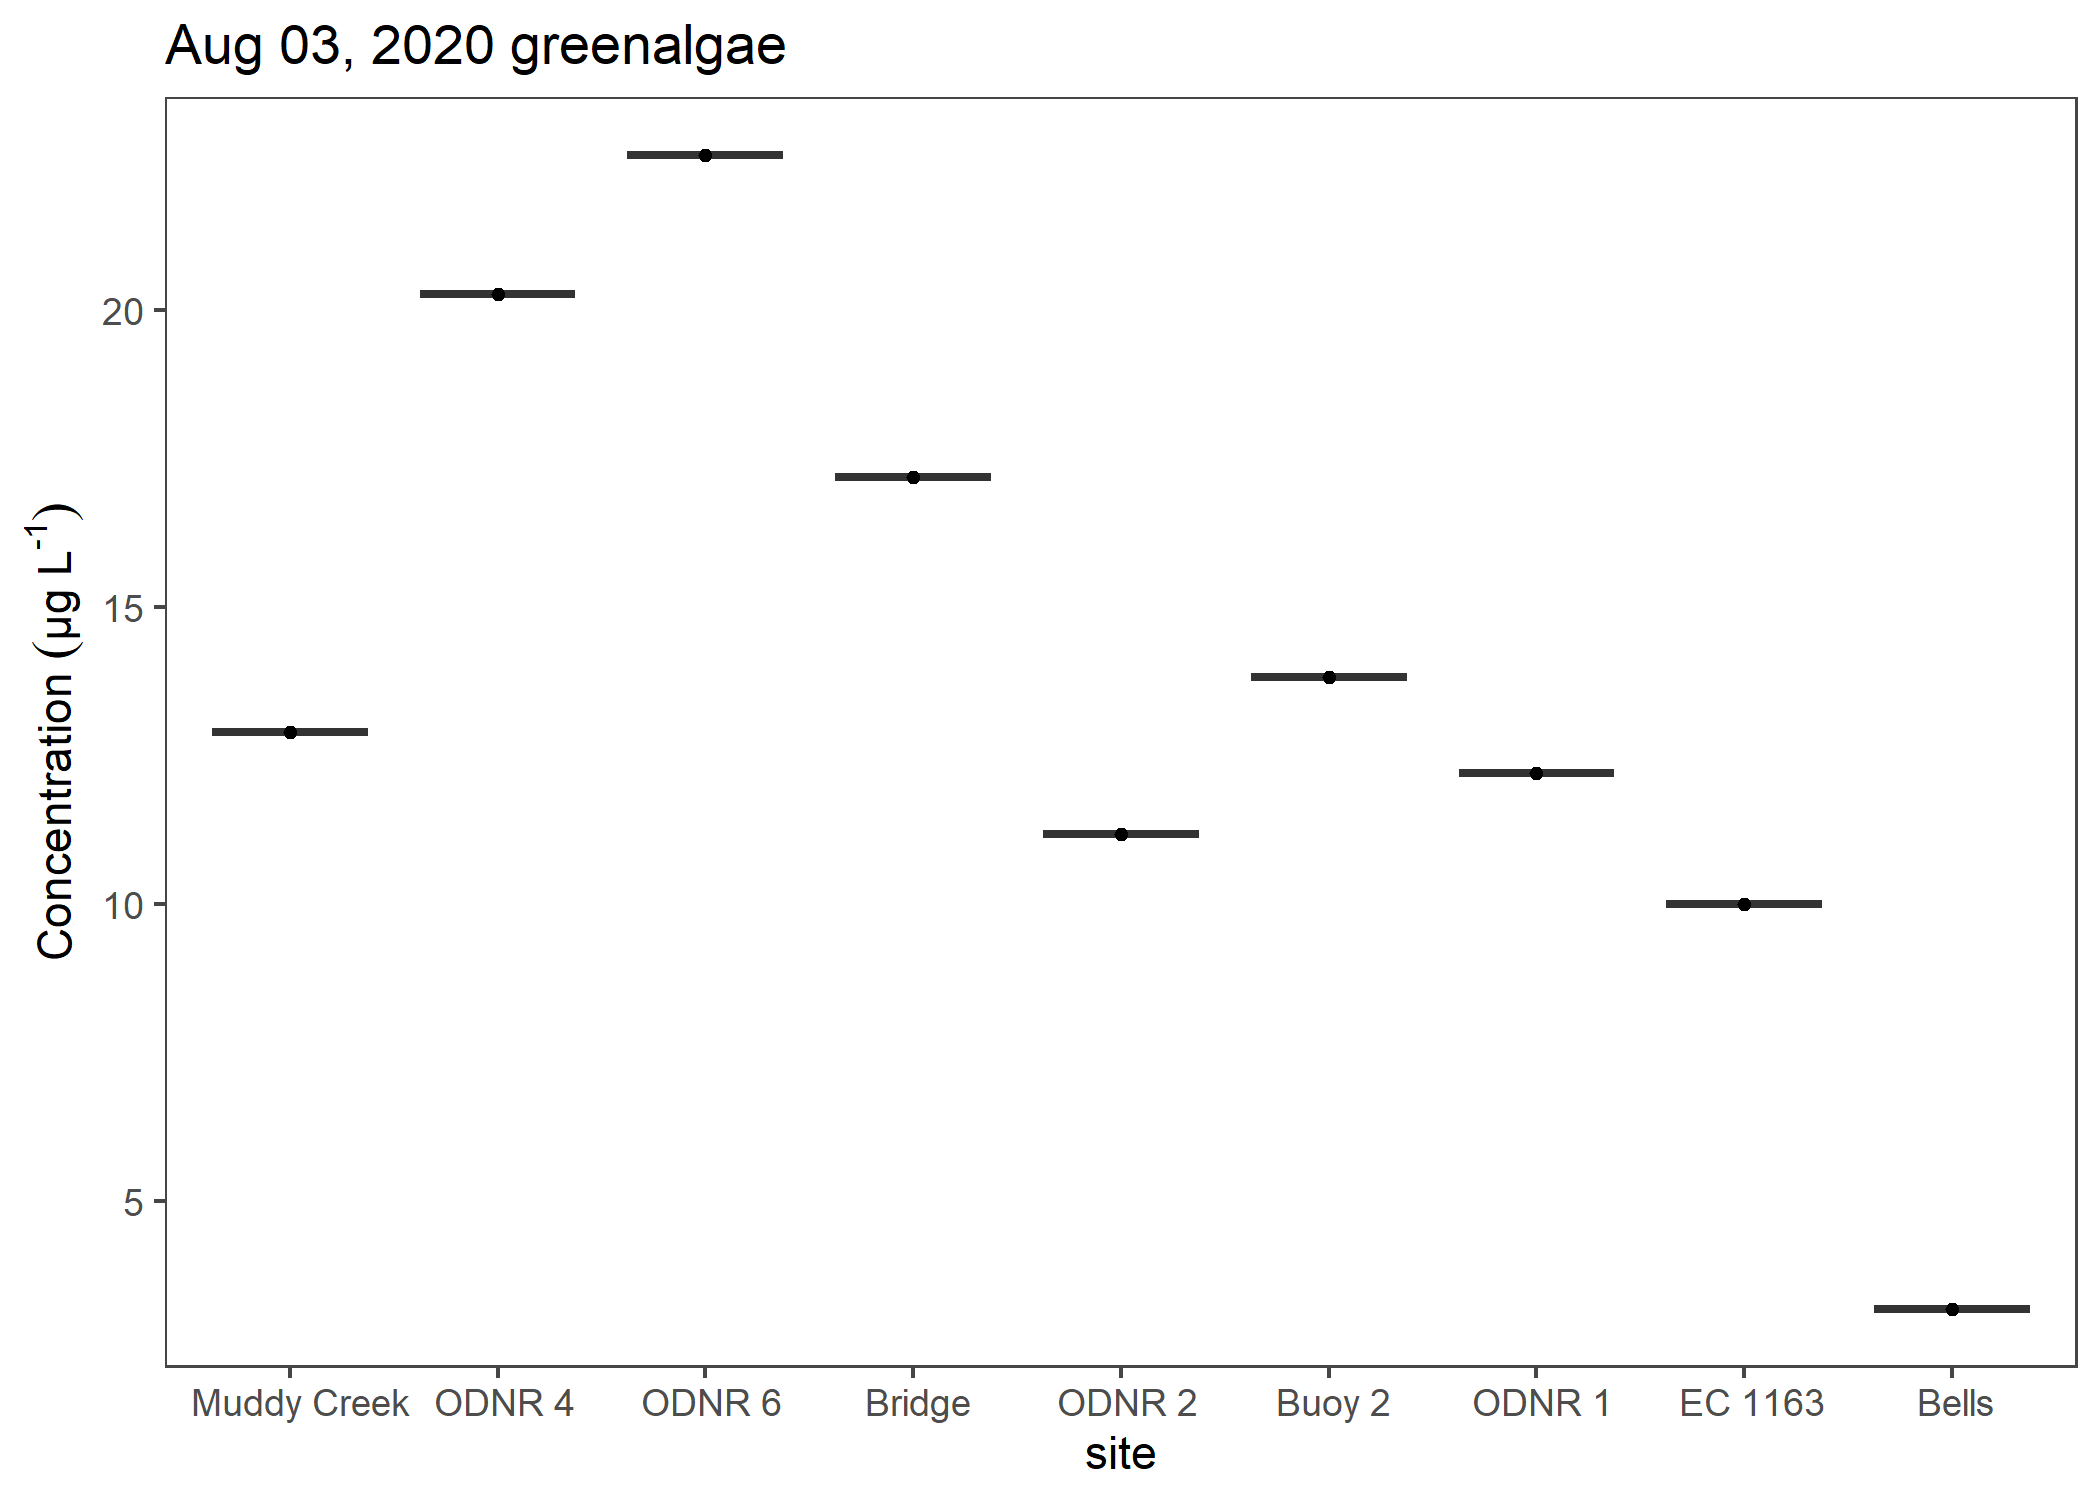 Aug 03, 2020 greenalgae
Concentration (µg L⁻¹)
20
15
10
5
Muddy Creek ODNR 4 ODNR 6 Bridge ODNR 2 Buoy 2 ODNR 1 EC 1163 Bells
site